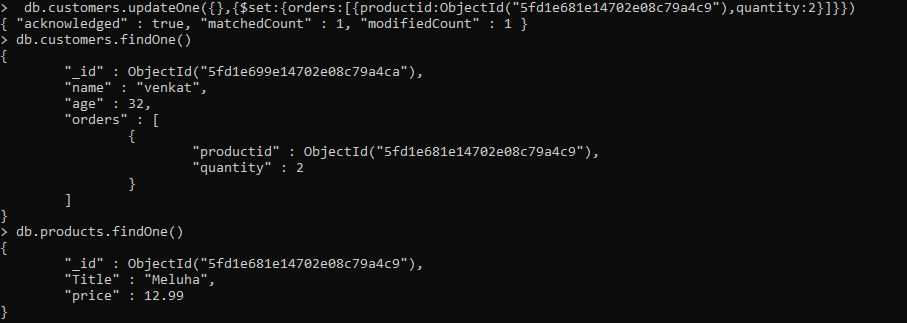 >  db.customers.updateOne({},{$set:{orders:[{productid:ObjectId("5fd1e681e14702e08c79a4c9"),quantity:2}]}})
{ "acknowledged" : true, "matchedCount" : 1, "modifiedCount" : 1 }
> db.customers.findOne()
{
        "_id" : ObjectId("5fd1e699e14702e08c79a4ca"),
        "name" : "venkat",
        "age" : 32,
        "orders" : [
                {
                        "productid" : ObjectId("5fd1e681e14702e08c79a4c9"),
                        "quantity" : 2
                }
        ]
}
> db.products.findOne()
{
        "_id" : ObjectId("5fd1e681e14702e08c79a4c9"),
        "Title" : "Meluha",
        "price" : 12.99
}